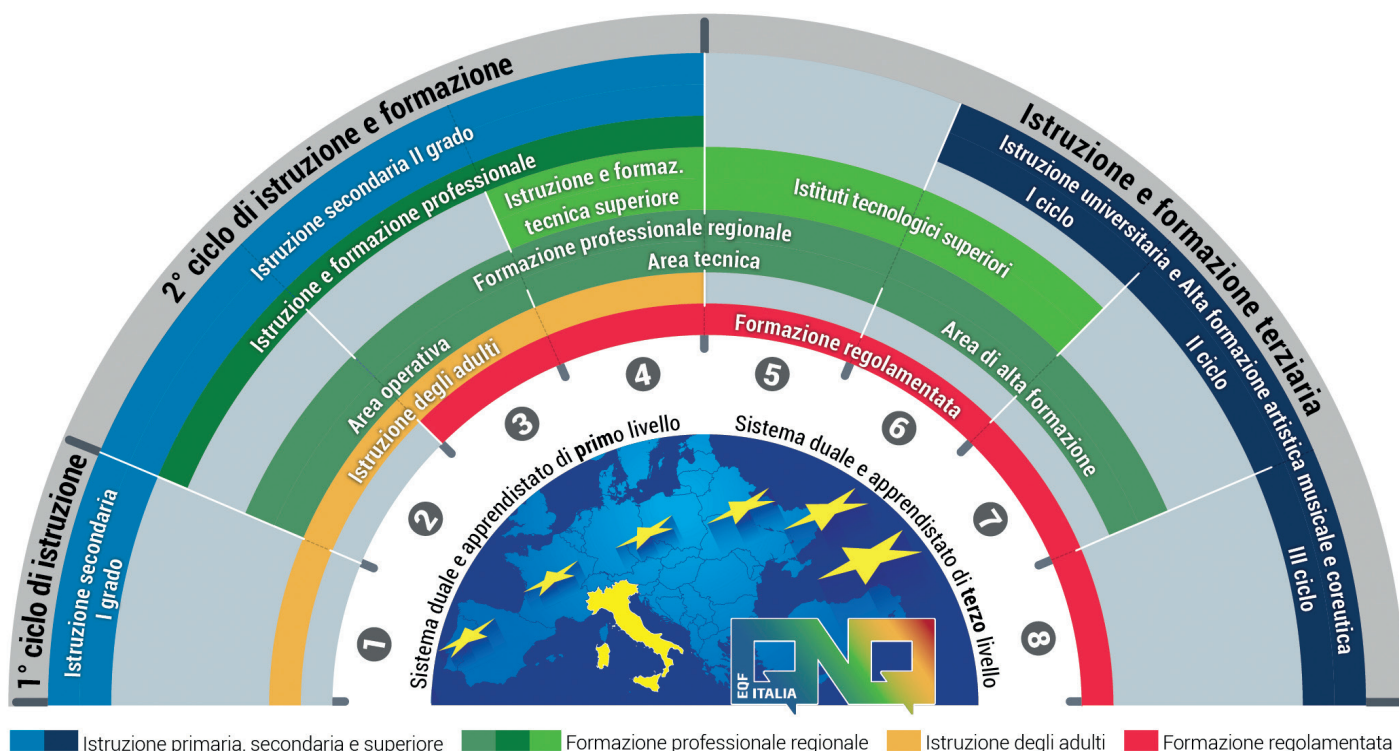 1° ciclo di istruzione
2° ciclo di istruzione e formazione
Istruzione e formazione terziaria
Istruzione secondaria
I grado
Istruzione secondaria II grado
Istruzione e formazione professionale
Istruzione e formaz.
tecnica superiore
Istituti tecnologici superiori
Istruzione universitaria e Alta formazione artistica musicale e coreutica
I ciclo
II ciclo
III ciclo
Formazione professionale regionale
Area operativa
Area tecnica
Area di alta formazione
Istruzione degli adulti
Formazione regolamentata
1
2
3
4
5
6
7
8
Sistema duale e apprendistato di primo livello
Sistema duale e apprendistato di terzo livello
EQF
ITALIA
QNQ
Istruzione primaria, secondaria e superiore
Formazione professionale regionale
Istruzione degli adulti
Formazione regolamentata